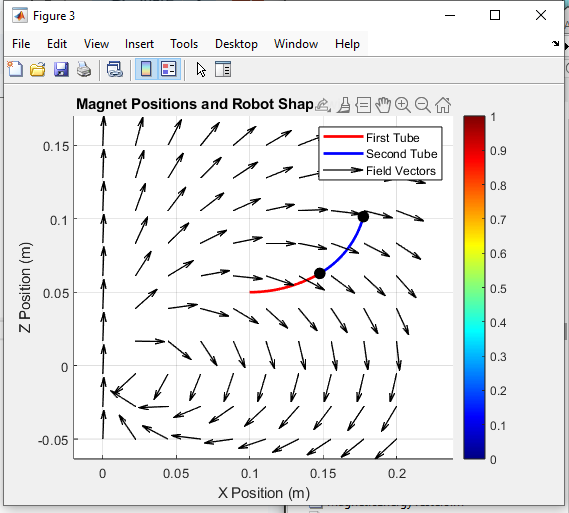 Figure 3
File Edit View Insert Tools Desktop Window Help
Magnet Positions and Robot Shap
First Tube
Second Tube
Field Vectors
Z Position (m)
0.15
0.1
0.05
0
-0.05
0 0.05 0.1 0.15 0.2
X Position (m)
1
0.9
0.8
0.7
0.6
0.5
0.4
0.3
0.2
0.1
0